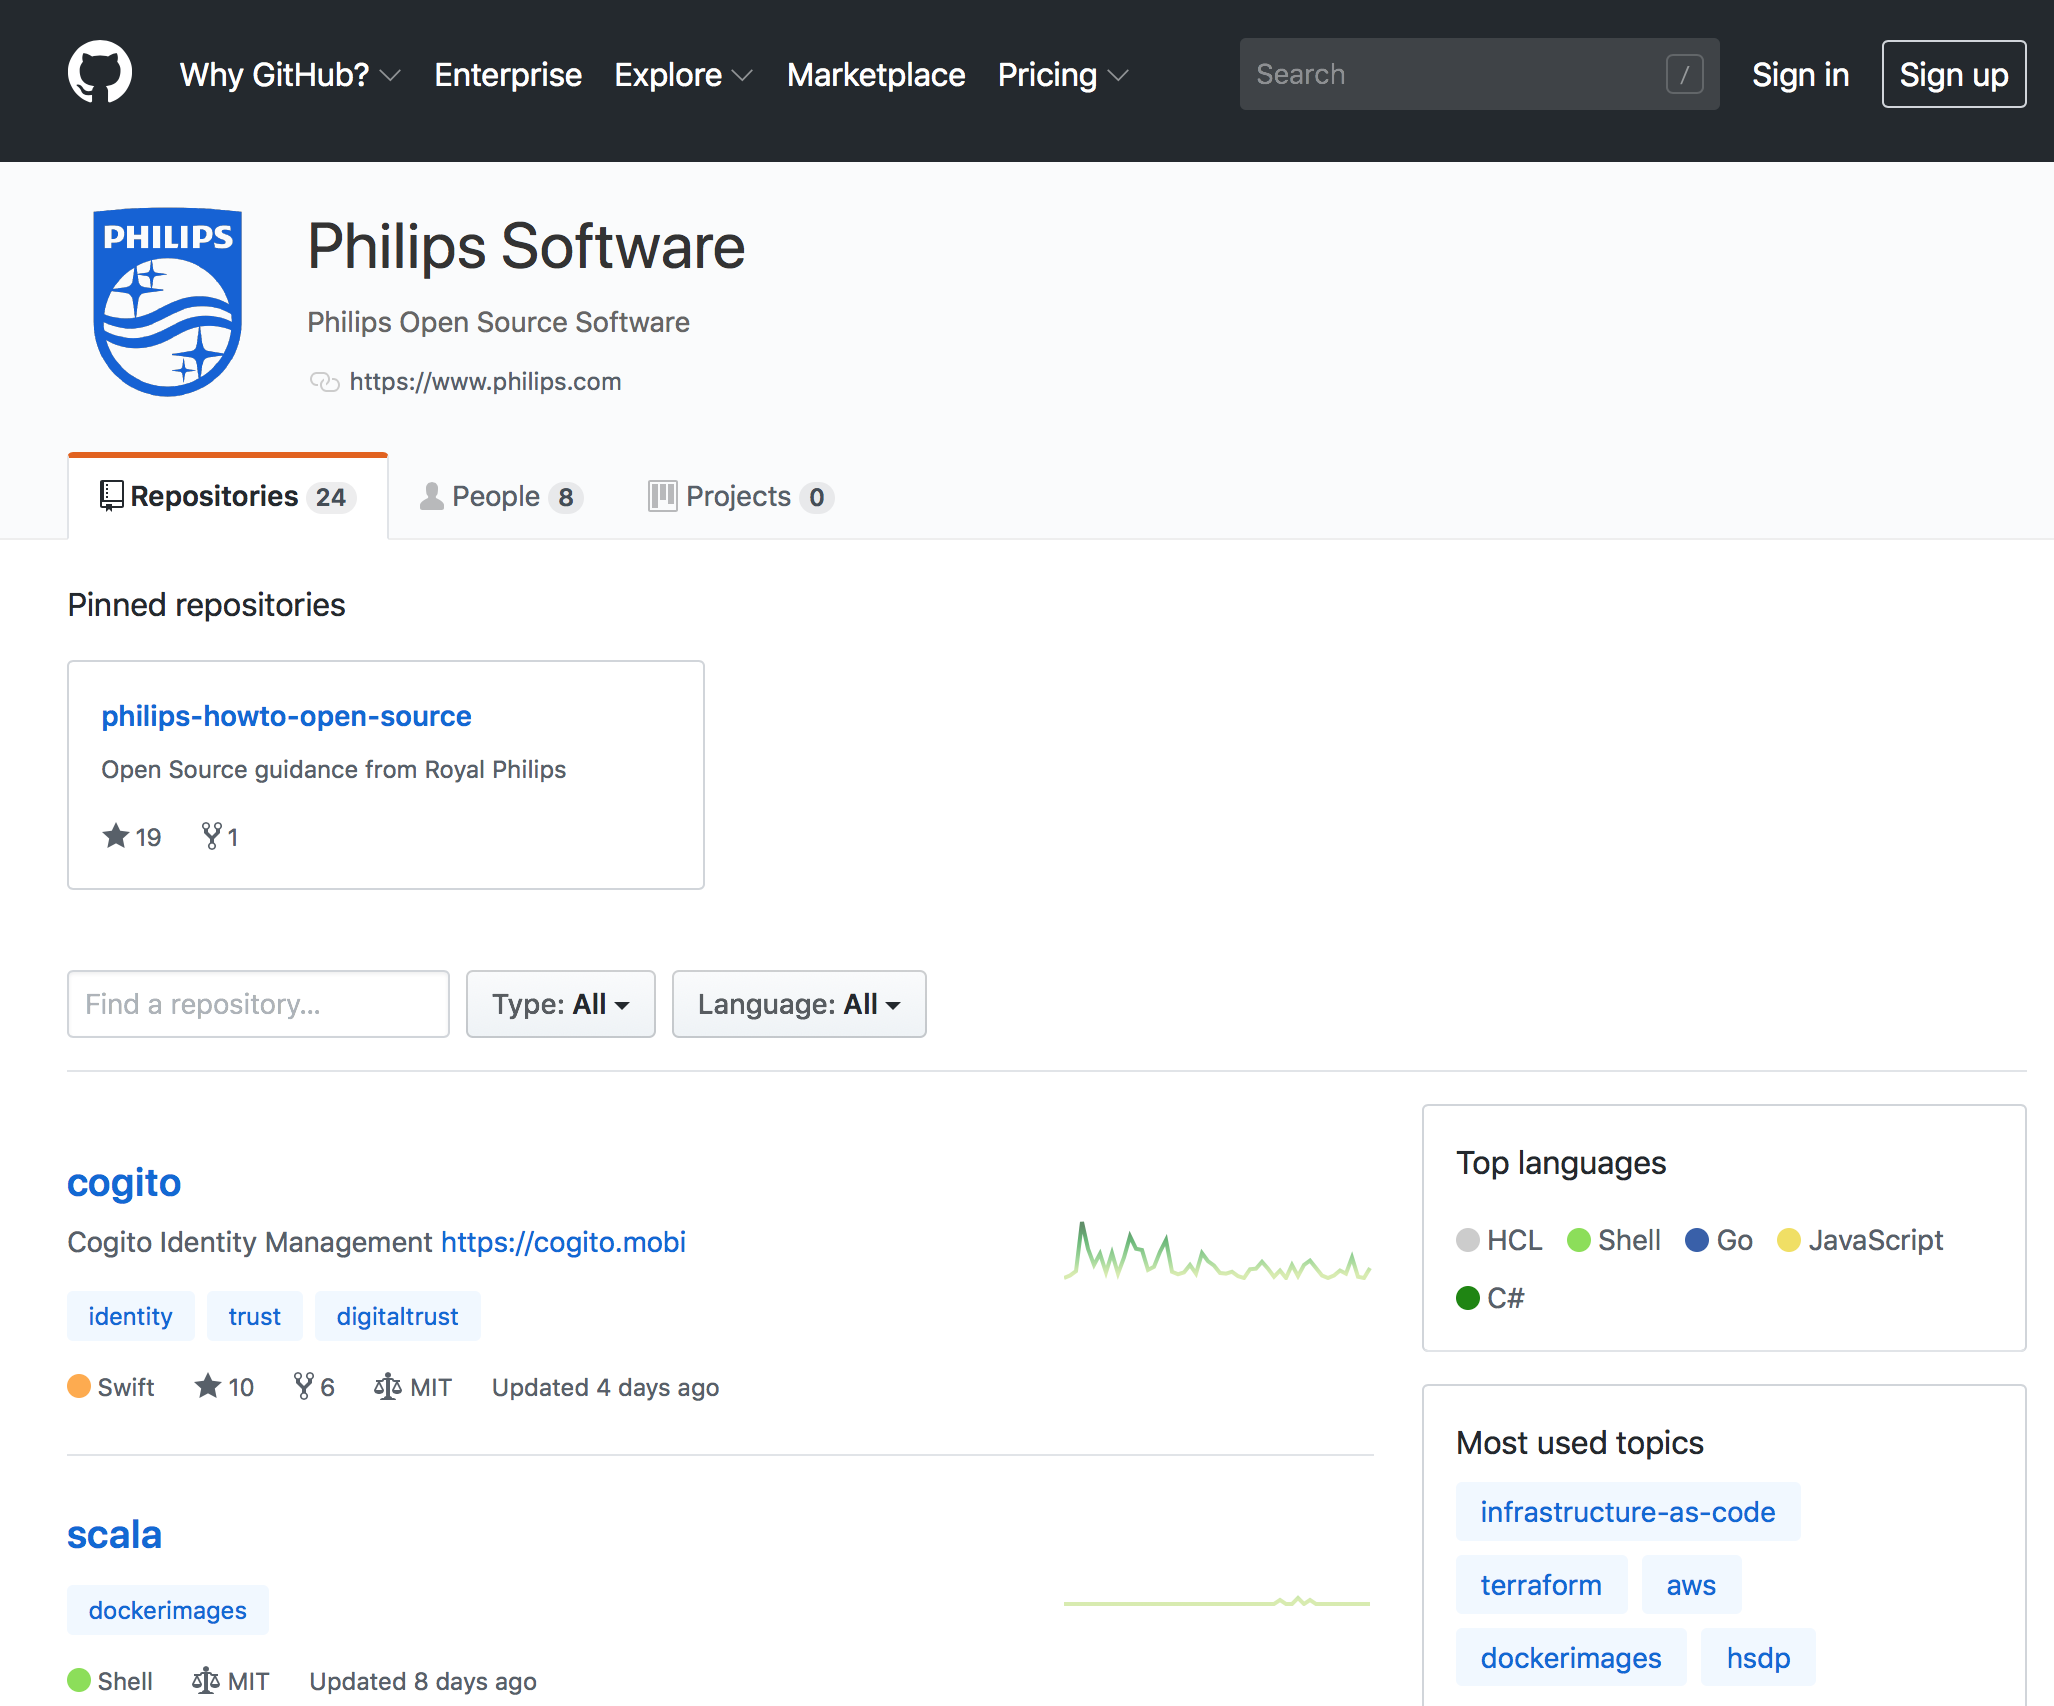 Why GitHub? Enterprise Explore Marketplace Pricing Search / Sign in Sign up
PHILIPS
Philips Software
Philips Open Source Software
https://www.philips.com
Repositories 24 People 8 Projects 0
Pinned repositories
philips-howto-open-source
Open Source guidance from Royal Philips
19 1
Find a repository... Type: All Language: All
cogito
Cogito Identity Management https://cogito.mobi
identity trust digitaltrust
Swift 10 6 MIT Updated 4 days ago
scala
dockerimages
Shell MIT Updated 8 days ago
Top languages
HCL Shell Go JavaScript
C#
Most used topics
infrastructure-as-code
terraform aws
dockerimages hsdp